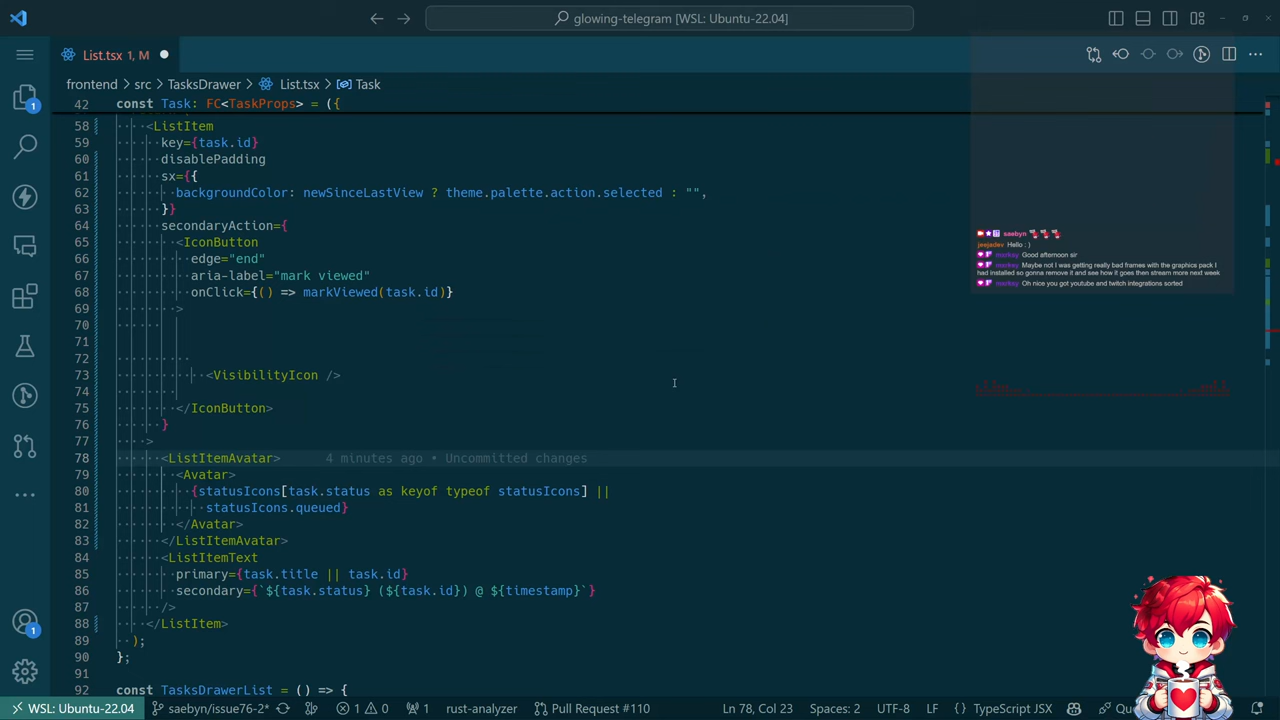 glowing-telegram [WSL: Ubuntu-22.04]
List.tsx 1, M
frontend > src > TasksDrawer > List.tsx > Task
42 const Task: FC<TaskProps> = ({
58 <ListItem
59 key={task.id}
60 disablePadding
61 sx={{
62 backgroundColor: newSinceLastView ? theme.palette.action.selected : "",
63 }}
64 secondaryAction={
65 <IconButton
66 edge="end"
67 aria-label="mark viewed"
68 onClick={() => markViewed(task.id)}
69 >
70
71
72
73 <VisibilityIcon />
74
75 </IconButton>
76 }
77 >
78 <ListItemAvatar> 4 minutes ago • Uncommitted changes
79 <Avatar>
80 {statusIcons[task.status as keyof typeof statusIcons] ||
81 statusIcons.queued}
82 </Avatar>
83 </ListItemAvatar>
84 <ListItemText
85 primary={task.title || task.id}
86 secondary={`${task.status} (${task.id}) @ ${timestamp}`}
87 />
88 </ListItem>
89 );
90 };
91
92 const TasksDrawerList = () => {
saebyn
jeejadev Hello : )
Good afternoon sir
Maybe not I was getting really bad frames with the graphics pack I
had installed so gonna remove it and see how it goes then stream more next week
Oh nice you got youtube and twitch integrations sorted
1
1
WSL: Ubuntu-22.04 saebyn/issue76-2* 1 0 1 rust-analyzer Pull Request #110 Ln 78, Col 23 Spaces: 2 UTF-8 LF {} TypeScript JSX